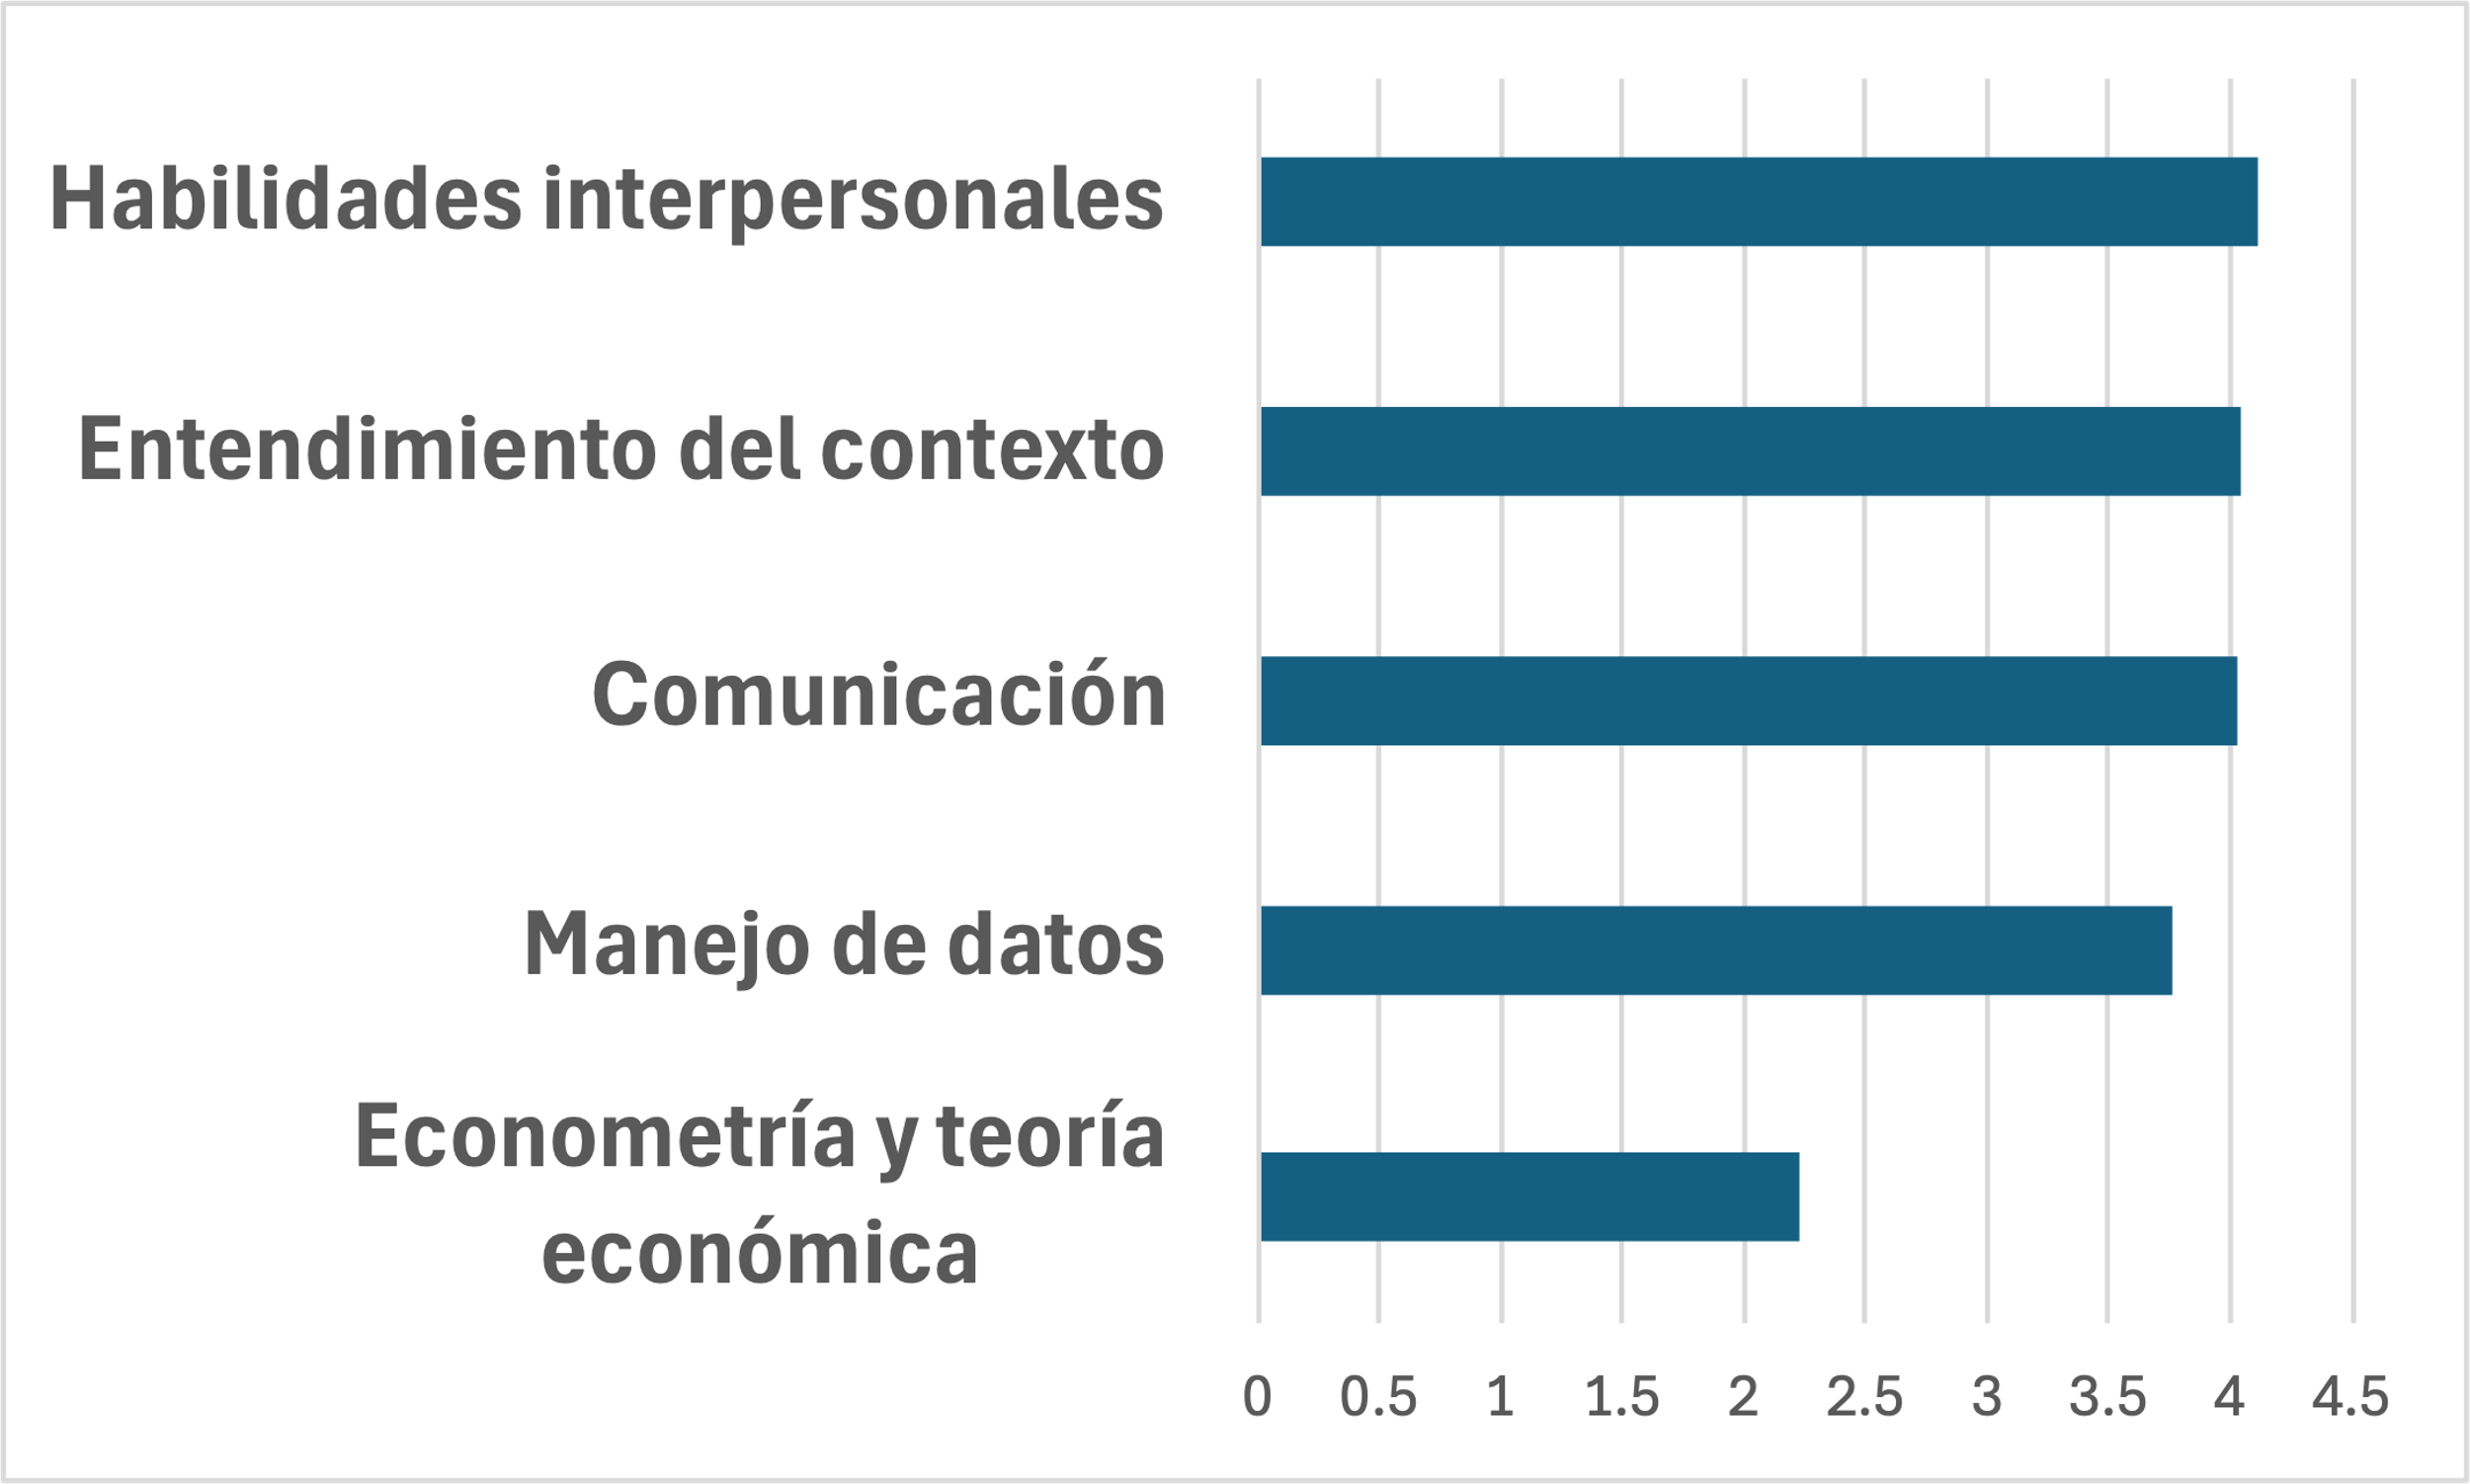 Habilidades interpersonales
Entendimiento del contexto
Comunicación
Manejo de datos
Econometría y teoría
económica
0 0.5 1 1.5 2 2.5 3 3.5 4 4.5